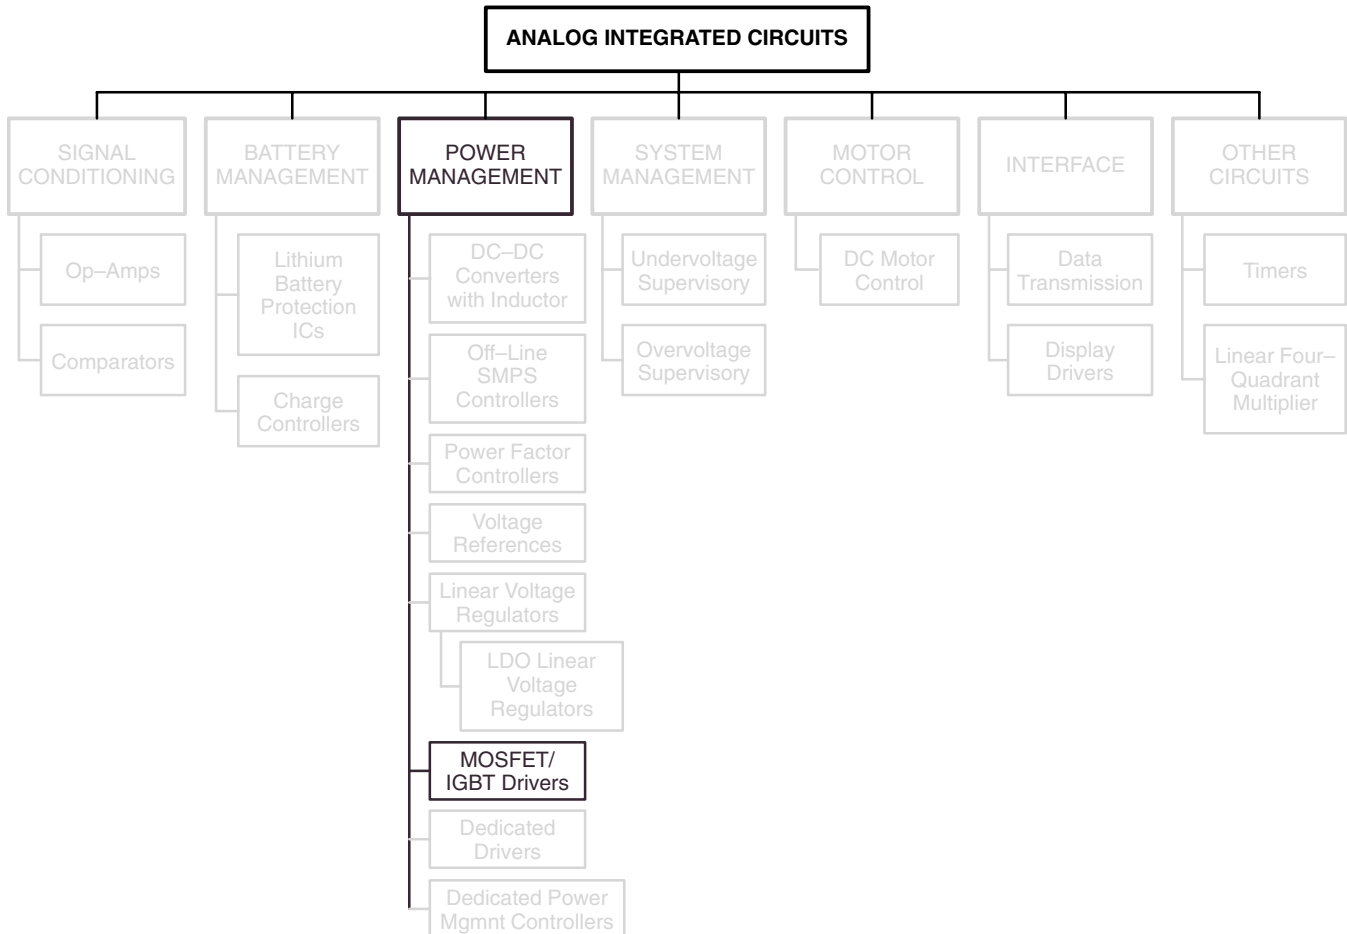 ANALOG INTEGRATED CIRCUITS
SIGNAL
CONDITIONING
BATTERY
MANAGEMENT
POWER
MANAGEMENT
SYSTEM
MANAGEMENT
MOTOR
CONTROL
INTERFACE
OTHER
CIRCUITS
Op–Amps
Comparators
Lithium
Battery
Protection
ICs
Charge
Controllers
DC–DC
Converters
with Inductor
Off–Line
SMPS
Controllers
Power Factor
Controllers
Voltage
References
Linear Voltage
Regulators
LDO Linear
Voltage
Regulators
MOSFET/
IGBT Drivers
Dedicated
Drivers
Dedicated Power
Mgmnt Controllers
Undervoltage
Supervisory
Overvoltage
Supervisory
DC Motor
Control
Data
Transmission
Display
Drivers
Timers
Linear Four–
Quadrant
Multiplier